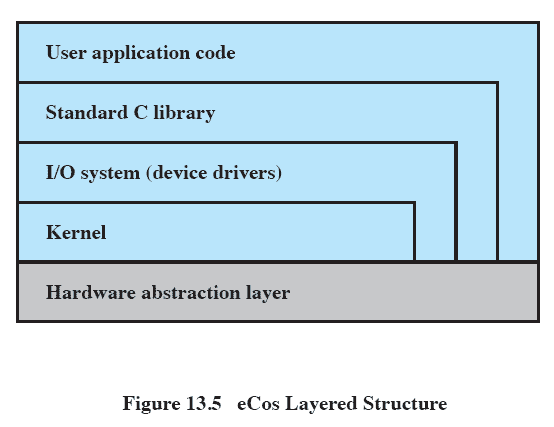 User application code
Standard C library
I/O system (device drivers)
Kernel
Hardware abstraction layer
Figure 13.5 eCos Layered Structure